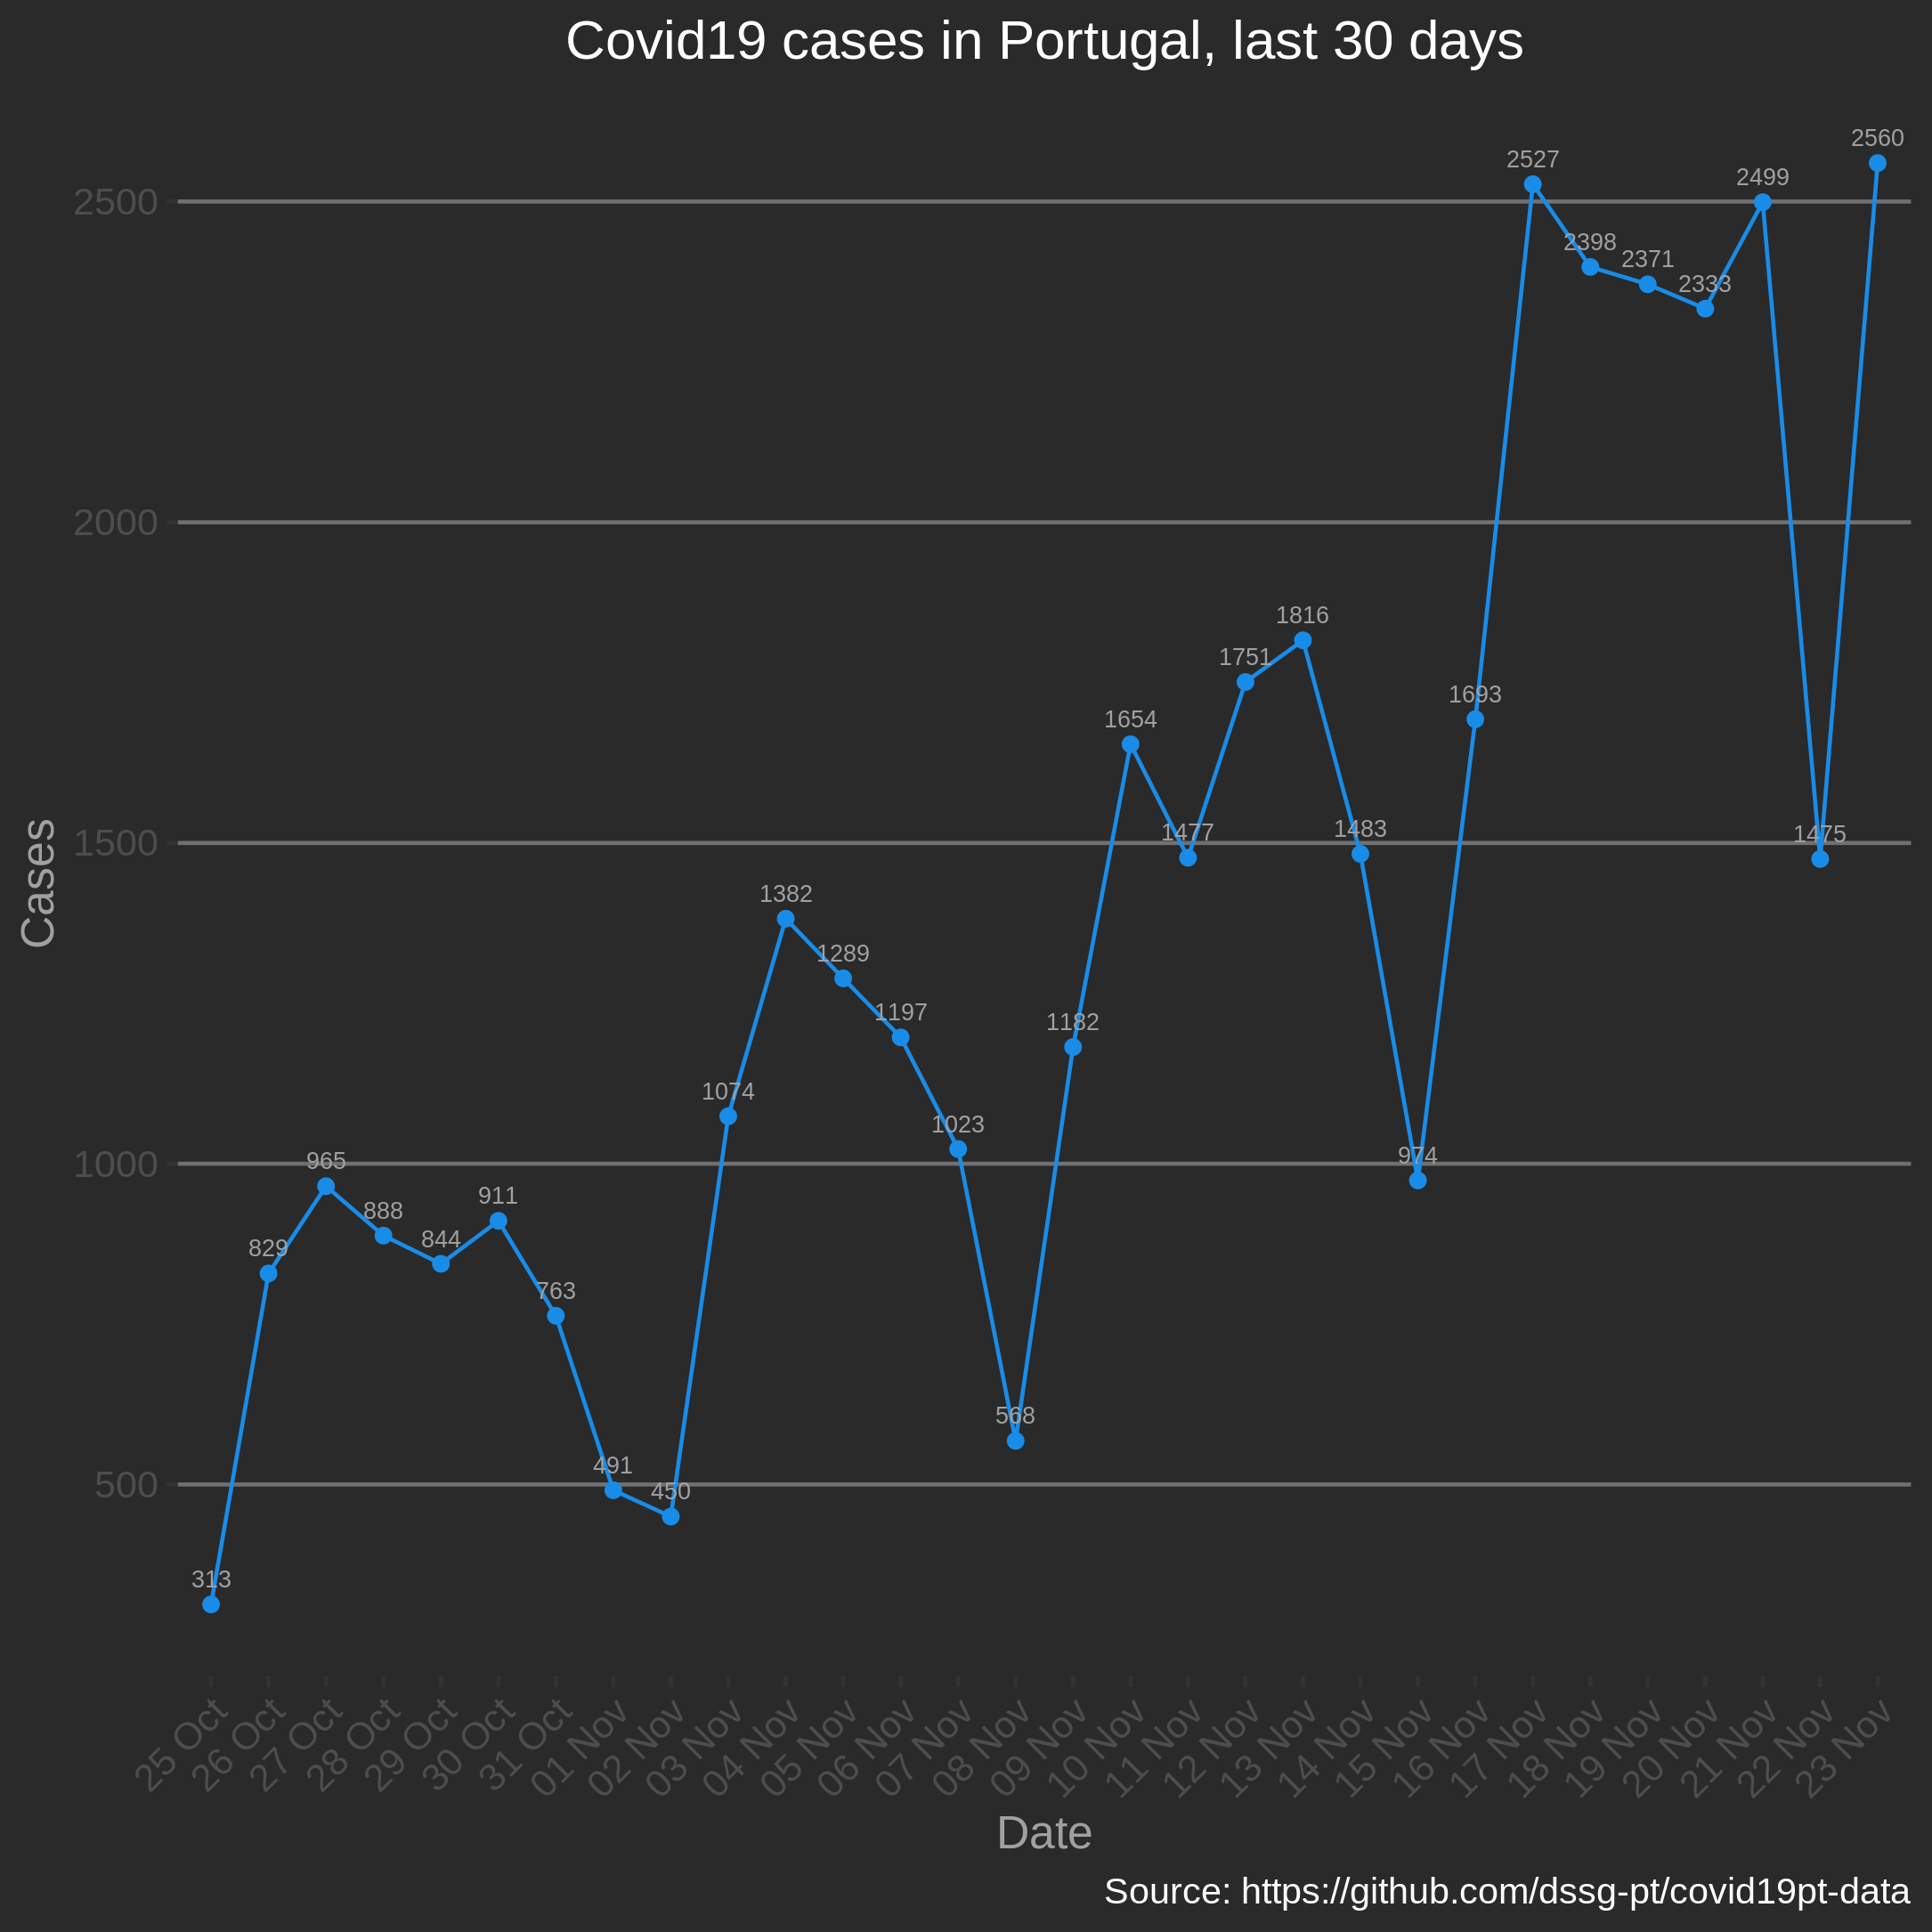 Covid19 cases in Portugal, last 30 days
2560
2527
2499
2500
2398
2371
2333
2000
1816
1751
1693
1654
1483
1477
1475
1500
1382
1289
1197
1182
1023
1074
965
1000
911
888
844
829
763
568
491
450
500
313
Cases
25 Oct
26 Oct
27 Oct
28 Oct
29 Oct
30 Oct
31 Oct
01 Nov
02 Nov
03 Nov
04 Nov
05 Nov
06 Nov
07 Nov
08 Nov
09 Nov
10 Nov
11 Nov
12 Nov
13 Nov
14 Nov
15 Nov
974
16 Nov
17 Nov
18 Nov
19 Nov
20 Nov
21 Nov
22 Nov
23 Nov
Date
Source: https://github.com/dssg-pt/covid19pt-data